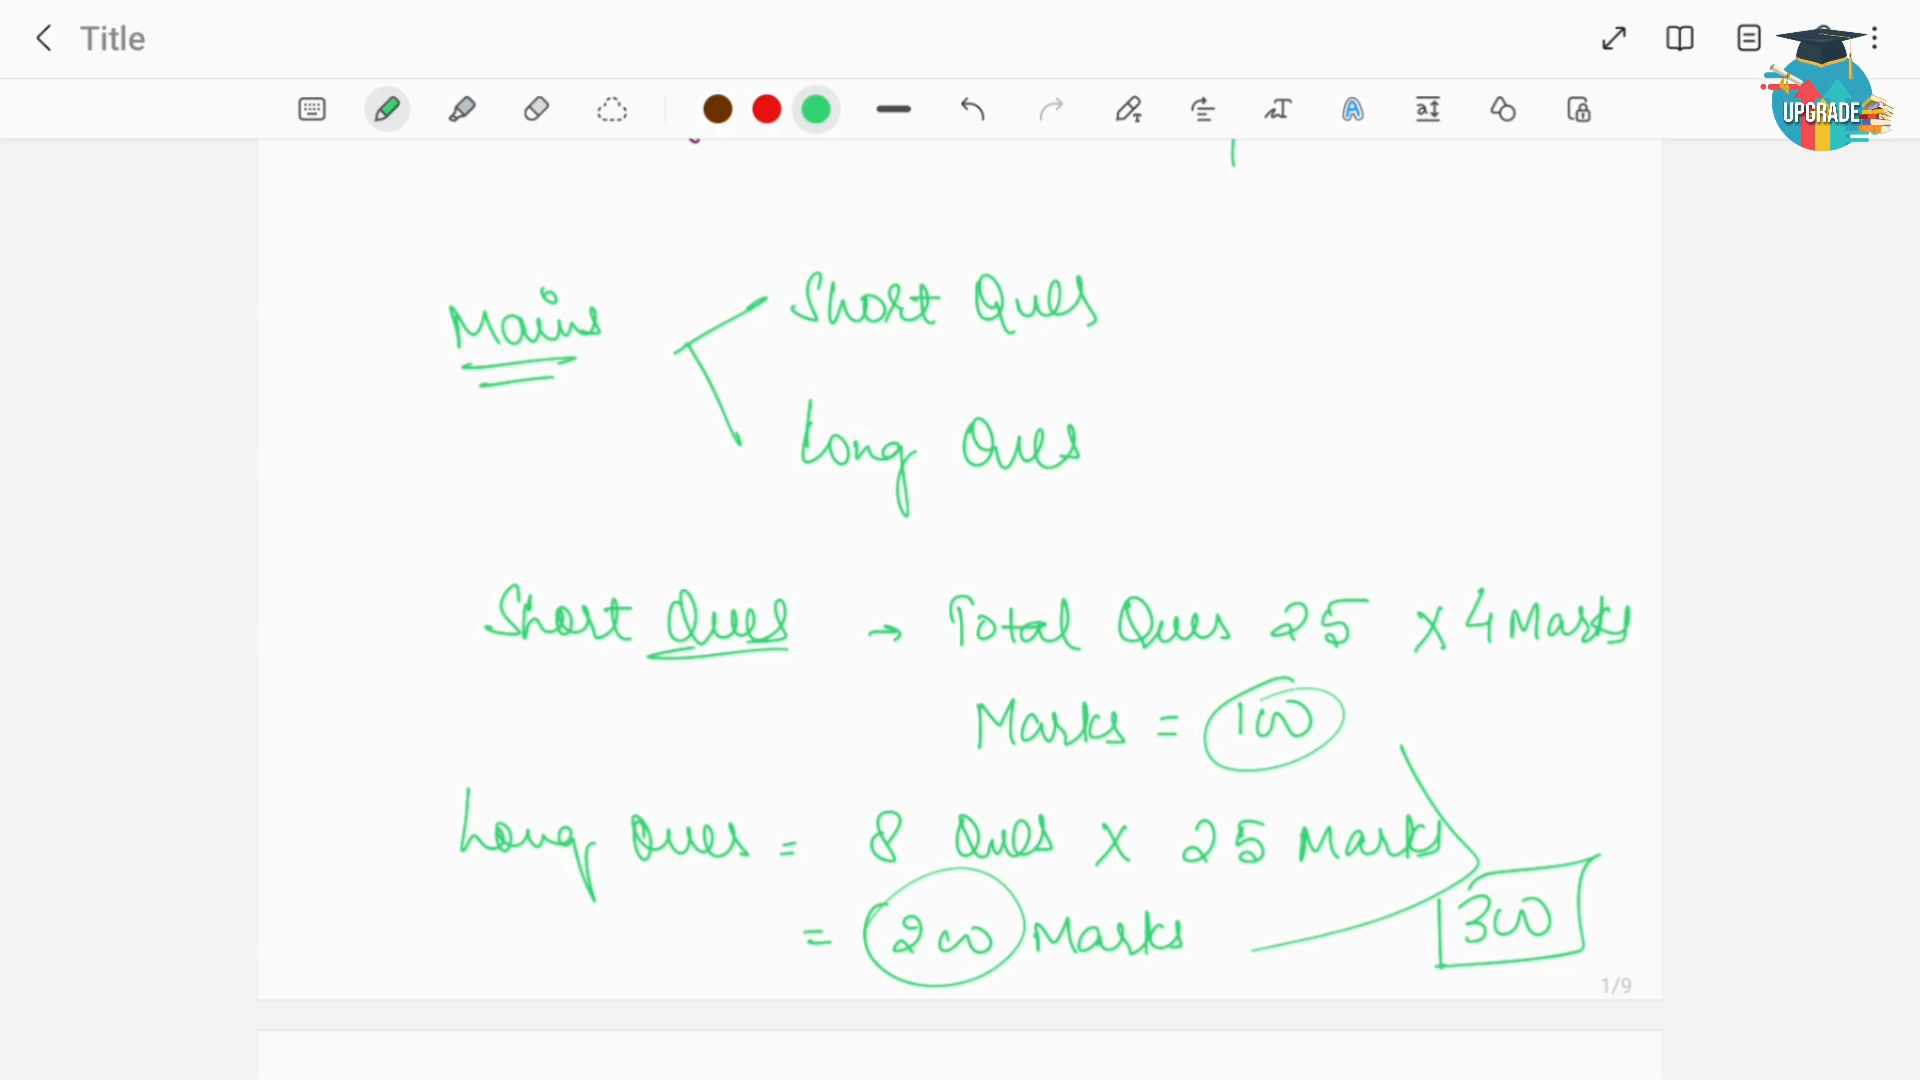 Title
UPGRADE
Mains
Short Ques
Long Ques
Short Ques → Total Ques 25 x 4 Marks
Marks = 100
Long Ques = 8 Ques x 25 Marks
= 200 Marks
300
1/9